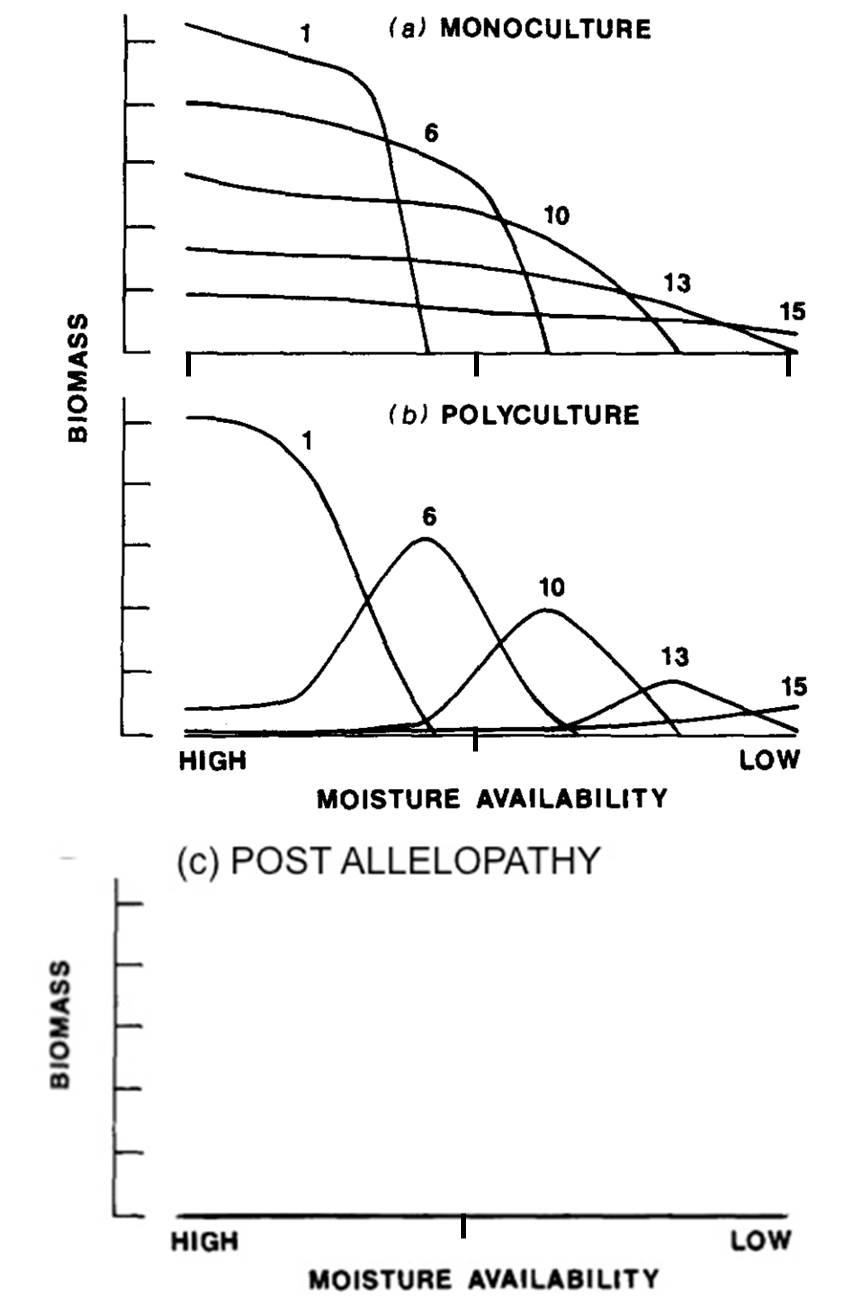 (a) MONOCULTURE
1
6
10
13
15
BIOMASS
(b) POLYCULTURE
1
6
10
13
15
HIGH
LOW
MOISTURE AVAILABILITY
(c) POST ALLELOPATHY
BIOMASS
HIGH
LOW
MOISTURE AVAILABILITY